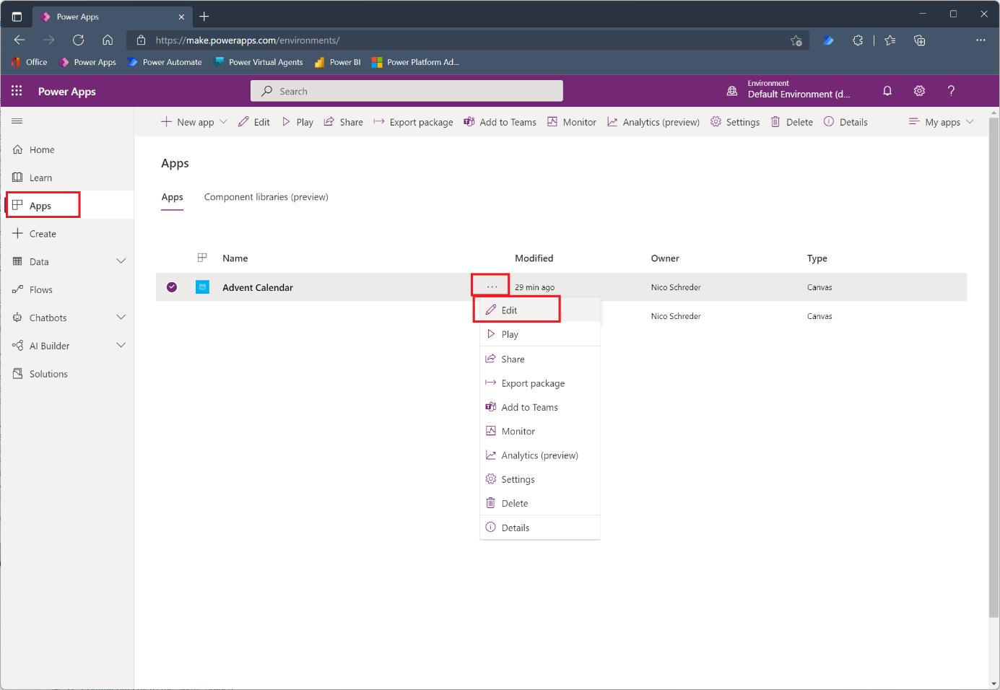 Power Apps
https://make.powerapps.com/environments/
Office Power Apps Power Automate Power Virtual Agents Power BI Power Platform Ad...
Power Apps
Search
Environment
Default Environment (d...
New app Edit Play Share Export package Add to Teams Monitor Analytics (preview) Settings Delete Details My apps
Home
Learn
Apps
Create
Data
Flows
Chatbots
AI Builder
Solutions
Apps
Apps Component libraries (preview)
Name Modified Owner Type
Advent Calendar ... 29 min ago Nico Schreder Canvas
Nico Schreder Canvas
Edit
Play
Share
Export package
Add to Teams
Monitor
Analytics (preview)
Settings
Delete
Details